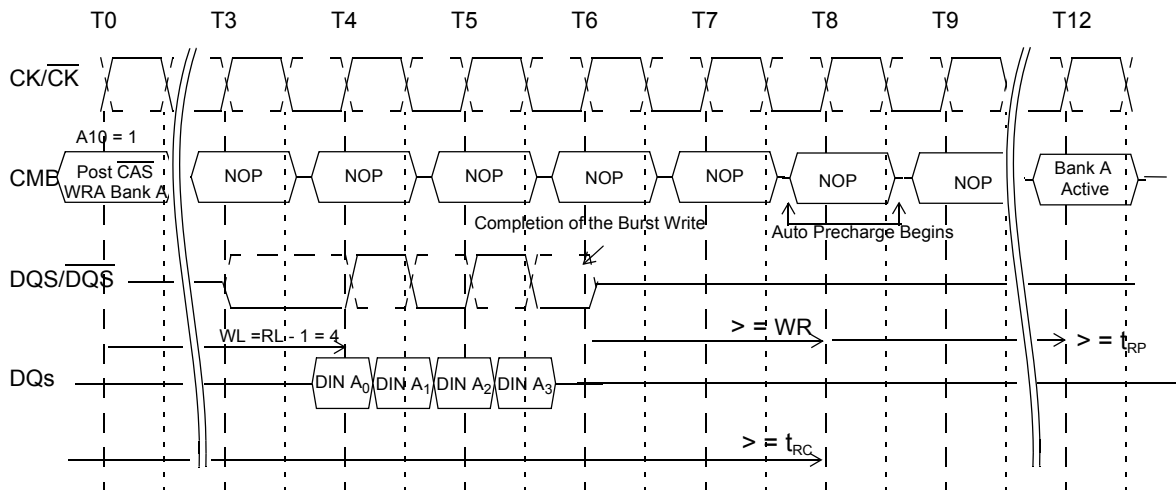 T0 T3 T4 T5 T6 T7 T8 T9 T12
CK/CK
A10 = 1
CMD
Post CAS
WRA Bank A
NOP NOP NOP NOP NOP NOP NOP
Bank A
Active
Completion of the Burst Write
Auto Precharge Begins
DQS/DQS
WL =RL - 1 = 4
> = WR
> = tRP
DQs
DIN A0 DIN A1 DIN A2 DIN A3
> = tRC